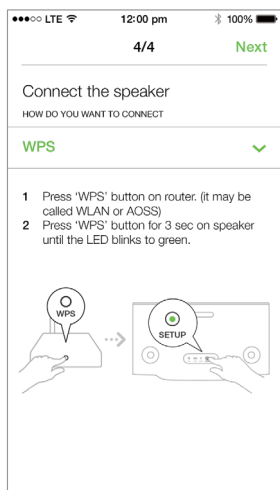 LTE 12:00 pm 100%
4/4 Next
Connect the speaker
HOW DO YOU WANT TO CONNECT
WPS
1 Press 'WPS' button on router. (it may be
called WLAN or AOSS)
2 Press 'WPS' button for 3 sec on speaker
until the LED blinks to green.
WPS
SETUP